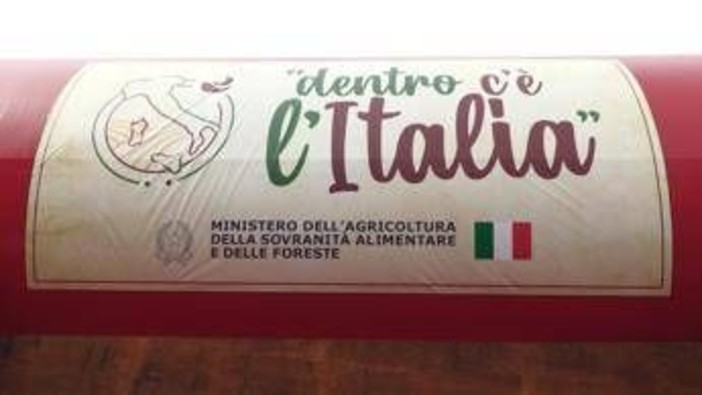 "dentro c'è
l'Italia"
MINISTERO DELL'AGRICOLTURA
DELLA SOVRANITÀ ALIMENTARE
E DELLE FORESTE